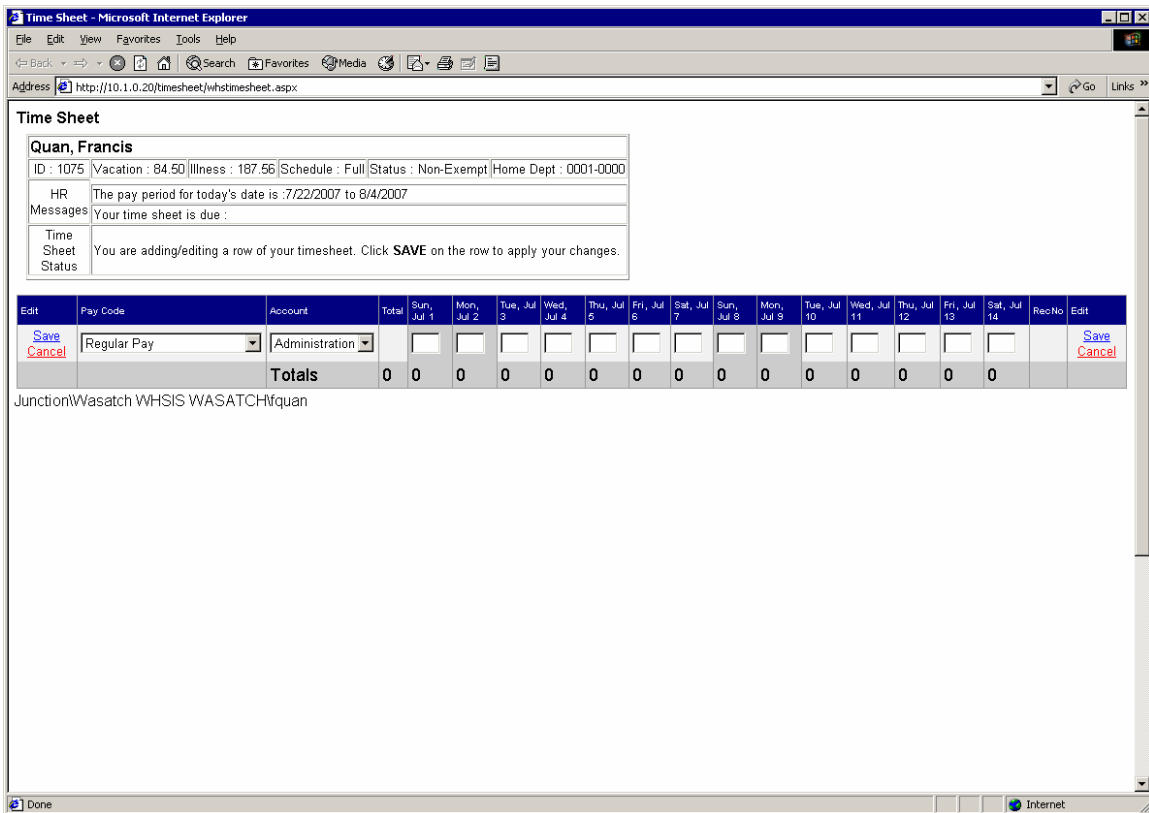 Time Sheet - Microsoft Internet Explorer
File Edit View Favorites Tools Help
Back Search Favorites Media
Address http://10.1.0.20/timesheet/whstimesheet.aspx Go Links »
Time Sheet
Quan, Francis
ID : 1075 Vacation : 84.50 Illness : 187.56 Schedule : Full Status : Non-Exempt Home Dept : 0001-0000
HR Messages
The pay period for today's date is :7/22/2007 to 8/4/2007
Your time sheet is due :
Time Sheet Status
You are adding/editing a row of your timesheet. Click SAVE on the row to apply your changes.
Edit Pay Code Account Total Sun, Jul 1 Mon, Jul 2 Tue, Jul 3 Wed, Jul 4 Thu, Jul 5 Fri, Jul 6 Sat, Jul 7 Sun, Jul 8 Mon, Jul 9 Tue, Jul 10 Wed, Jul 11 Thu, Jul 12 Fri, Jul 13 Sat, Jul 14 RecNo Edit
Save Cancel Regular Pay Administration Save Cancel
Totals 0 0 0 0 0 0 0 0 0 0 0 0 0 0 0
Junction\Wasatch WHSIS WASATCH\fquan
Done Internet